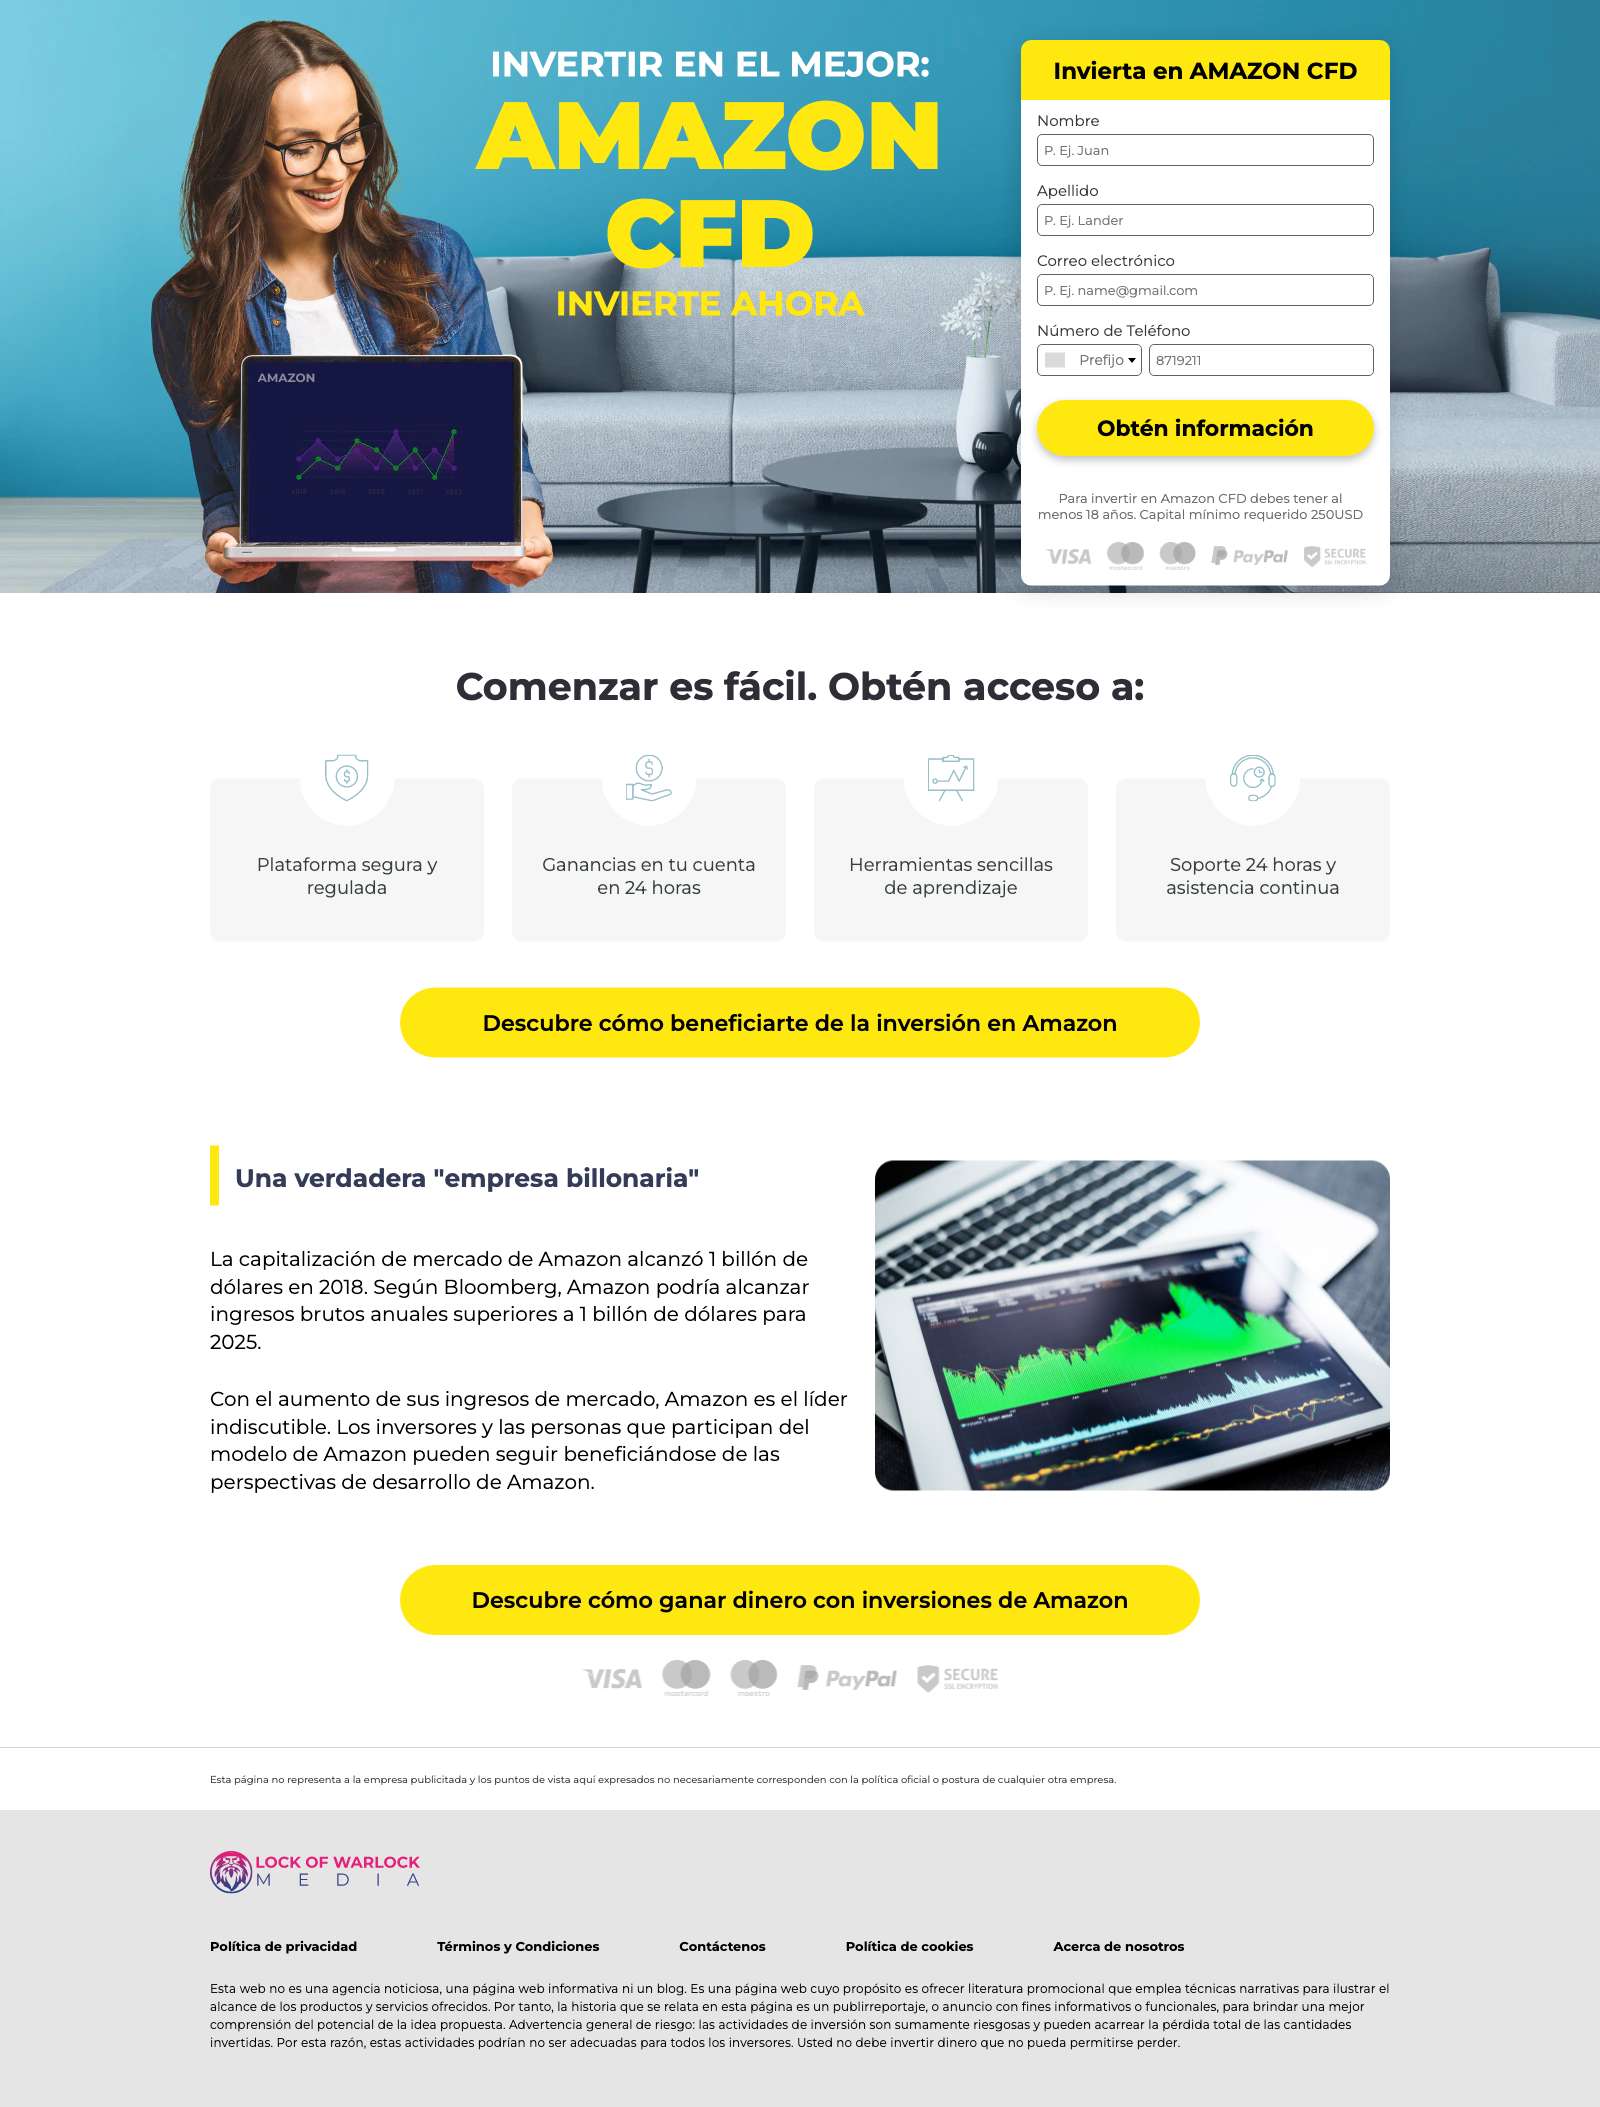 INVERTIR EN EL MEJOR:
AMAZON
CFD
INVIERTE AHORA
AMAZON
Invierta en AMAZON CFD
Nombre
P. Ej. Juan
Apellido
P. Ej. Lander
Correo electrónico
P. Ej. name@gmail.com
Número de Teléfono
Prefijo 8719211
Obtén información
Para invertir en Amazon CFD debes tener al
menos 18 años. Capital mínimo requerido 250USD
VISA mastercard maestro PayPal SECURE
SSL ENCRYPTION
Comenzar es fácil. Obtén acceso a:
Plataforma segura y
regulada
Ganancias en tu cuenta
en 24 horas
Herramientas sencillas
de aprendizaje
Soporte 24 horas y
asistencia continua
Descubre cómo beneficiarte de la inversión en Amazon
Una verdadera "empresa billonaria"
La capitalización de mercado de Amazon alcanzó 1 billón de
dólares en 2018. Según Bloomberg, Amazon podría alcanzar
ingresos brutos anuales superiores a 1 billón de dólares para
2025.
Con el aumento de sus ingresos de mercado, Amazon es el líder
indiscutible. Los inversores y las personas que participan del
modelo de Amazon pueden seguir beneficiándose de las
perspectivas de desarrollo de Amazon.
Descubre cómo ganar dinero con inversiones de Amazon
VISA mastercard maestro PayPal SECURE
SSL ENCRYPTION
Esta página no representa a la empresa publicitada y los puntos de vista aquí expresados no necesariamente corresponden con la política oficial o postura de cualquier otra empresa.
LOCK OF WARLOCK
MEDIA
Política de privacidad Términos y Condiciones Contáctenos Política de cookies Acerca de nosotros
Esta web no es una agencia noticiosa, una página web informativa ni un blog. Es una página web cuyo propósito es ofrecer literatura promocional que emplea técnicas narrativas para ilustrar el
alcance de los productos y servicios ofrecidos. Por tanto, la historia que se relata en esta página es un publirreportaje, o anuncio con fines informativos o funcionales, para brindar una mejor
comprensión del potencial de la idea propuesta. Advertencia general de riesgo: las actividades de inversión son sumamente riesgosas y pueden acarrear la pérdida total de las cantidades
invertidas. Por esta razón, estas actividades podrían no ser adecuadas para todos los inversores. Usted no debe invertir dinero que no pueda permitirse perder.